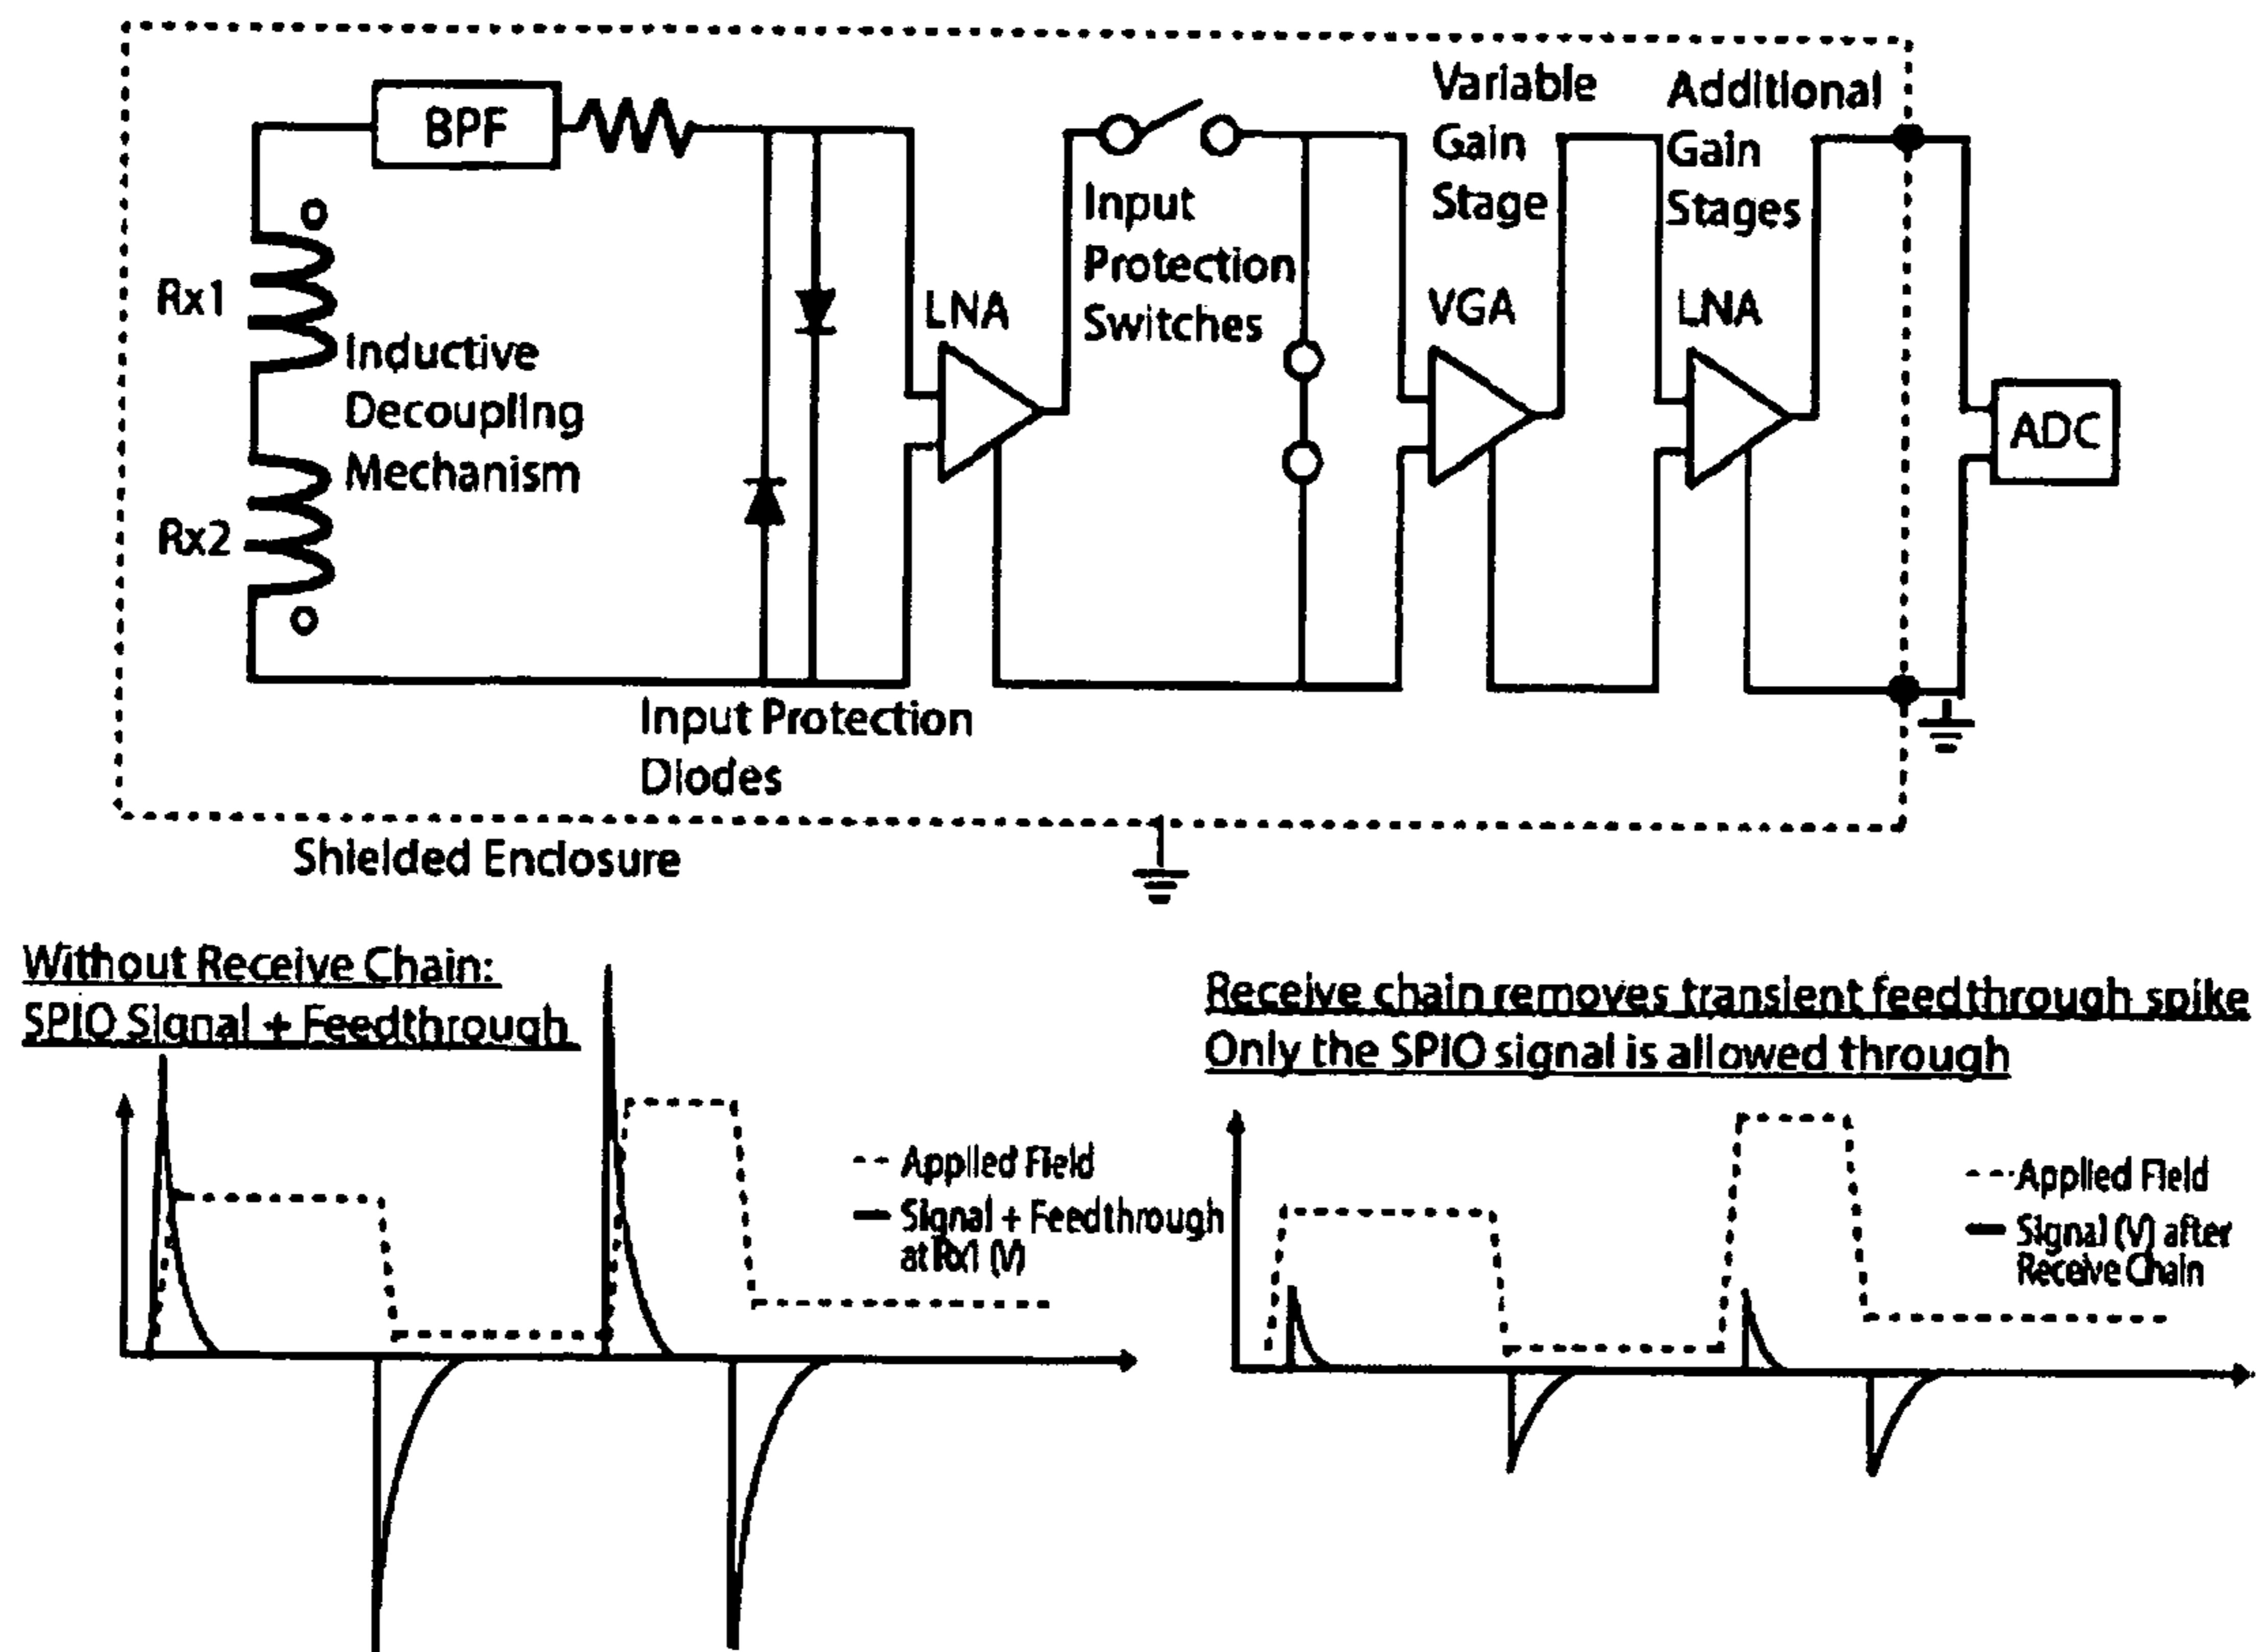 BPF
Variable
Gain
Stage
Additional
Gain
Stages
Input
Protection
Switches
Rx1
Inductive
Decoupling
Mechanism
Rx2
LNA
VGA
LNA
ADC
Input Protection
Diodes
Shielded Enclosure
Without Receive Chain:
SPIO Signal + Feedthrough
Receive chain removes transient feedthrough spike
Only the SPIO signal is allowed through
Applied Field
Signal + Feedthrough
at Rx1 (V)
Applied Field
Signal (V) after
Receive Chain